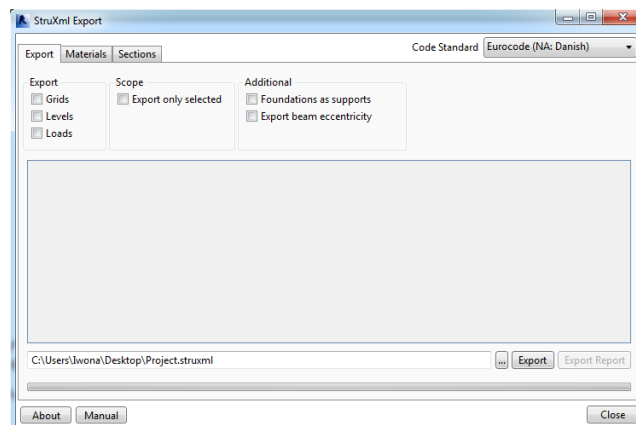 StruXml Export
Code Standard Eurocode (NA: Danish)
Export Materials Sections
Export Scope Additional
Grids Export only selected Foundations as supports
Levels Export beam eccentricity
Loads
C:\Users\Iwona\Desktop\Project.struxml ... Export Export Report
About Manual Close